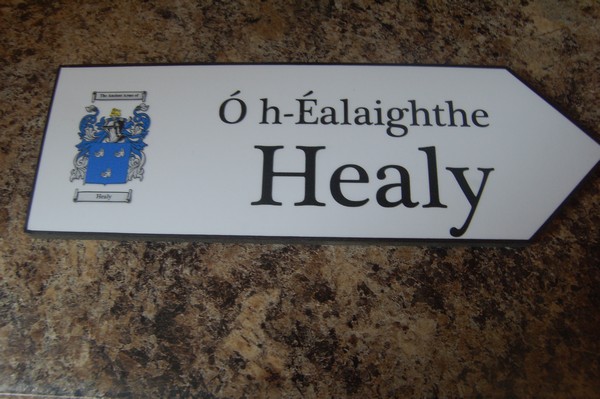 The Ancient Arms of
Healy
Ó h-Éalaighthe
Healy